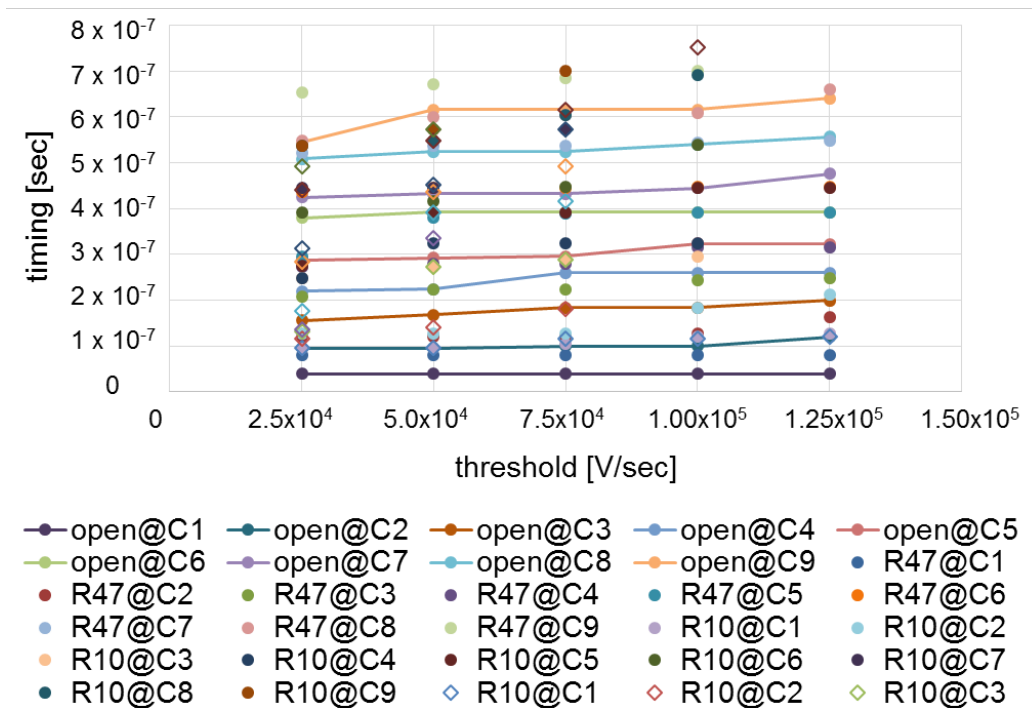 8 x 10⁻⁷
7 x 10⁻⁷
6 x 10⁻⁷
5 x 10⁻⁷
4 x 10⁻⁷
3 x 10⁻⁷
2 x 10⁻⁷
1 x 10⁻⁷
0
timing [sec]
0 2.5x10⁴ 5.0x10⁴ 7.5x10⁴ 1.00x10⁵ 1.25x10⁵ 1.50x10⁵
threshold [V/sec]
open@C1 open@C2 open@C3 open@C4 open@C5
open@C6 open@C7 open@C8 open@C9 R47@C1
R47@C2 R47@C3 R47@C4 R47@C5 R47@C6
R47@C7 R47@C8 R47@C9 R10@C1 R10@C2
R10@C3 R10@C4 R10@C5 R10@C6 R10@C7
R10@C8 R10@C9 R10@C1 R10@C2 R10@C3